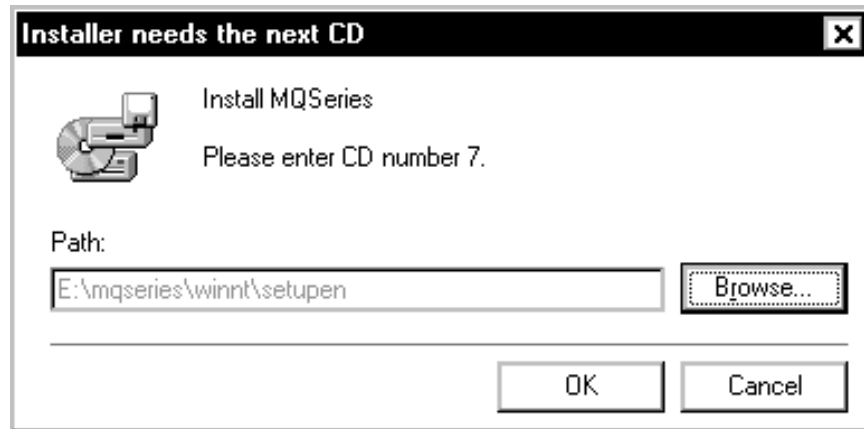 Installer needs the next CD
Install MQSeries
Please enter CD number 7.
Path:
E:\mqseries\winnt\setupen
Browse...
OK
Cancel